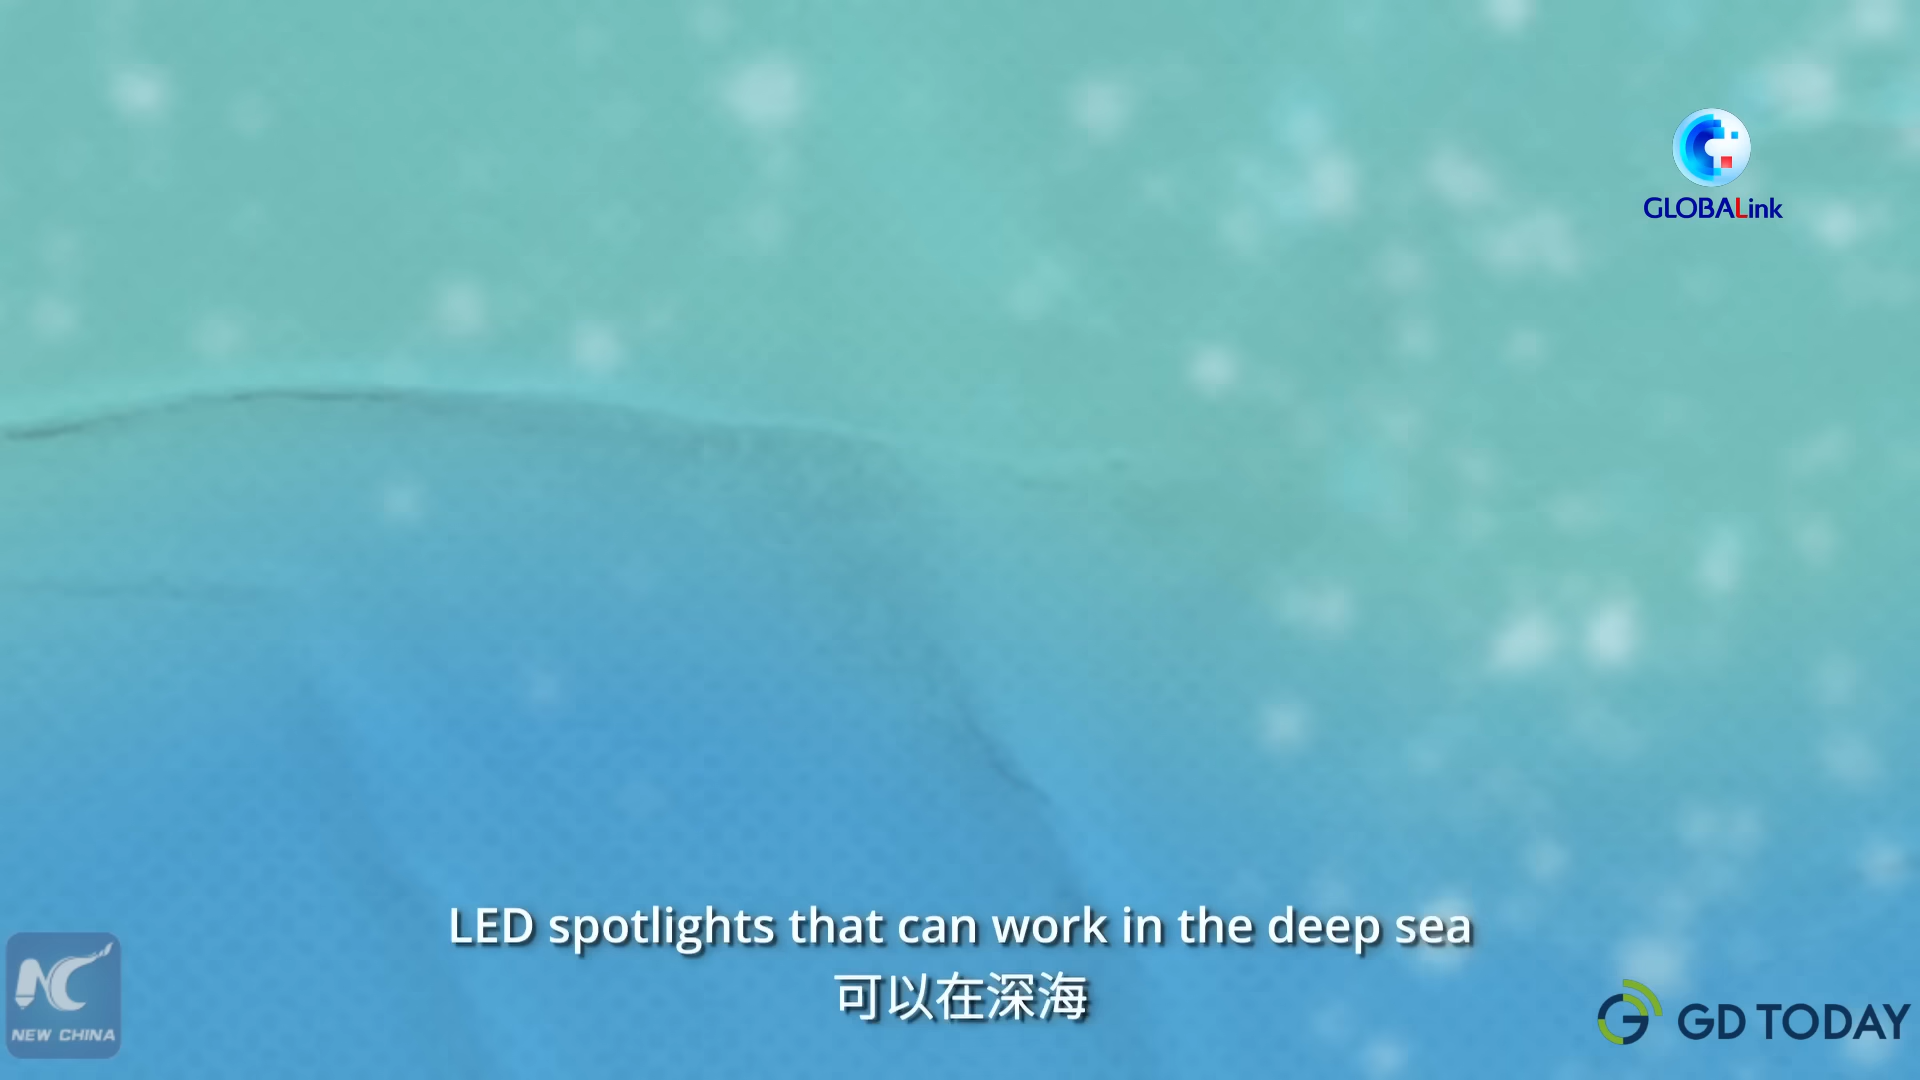 GLOBALink
LED spotlights that can work in the deep sea
可以在深海
NEW CHINA
GD TODAY